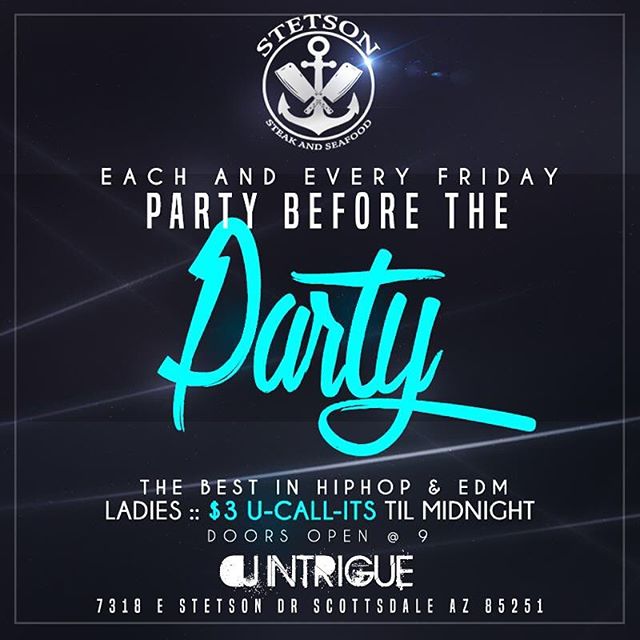 STETSON
STEAK AND SEAFOOD
EACH AND EVERY FRIDAY
PARTY BEFORE THE
Party
THE BEST IN HIPHOP & EDM
LADIES :: $3 U-CALL-ITS TIL MIDNIGHT
DOORS OPEN @ 9
DJ INTRIGUE
7318 E STETSON DR SCOTTSDALE AZ 85251